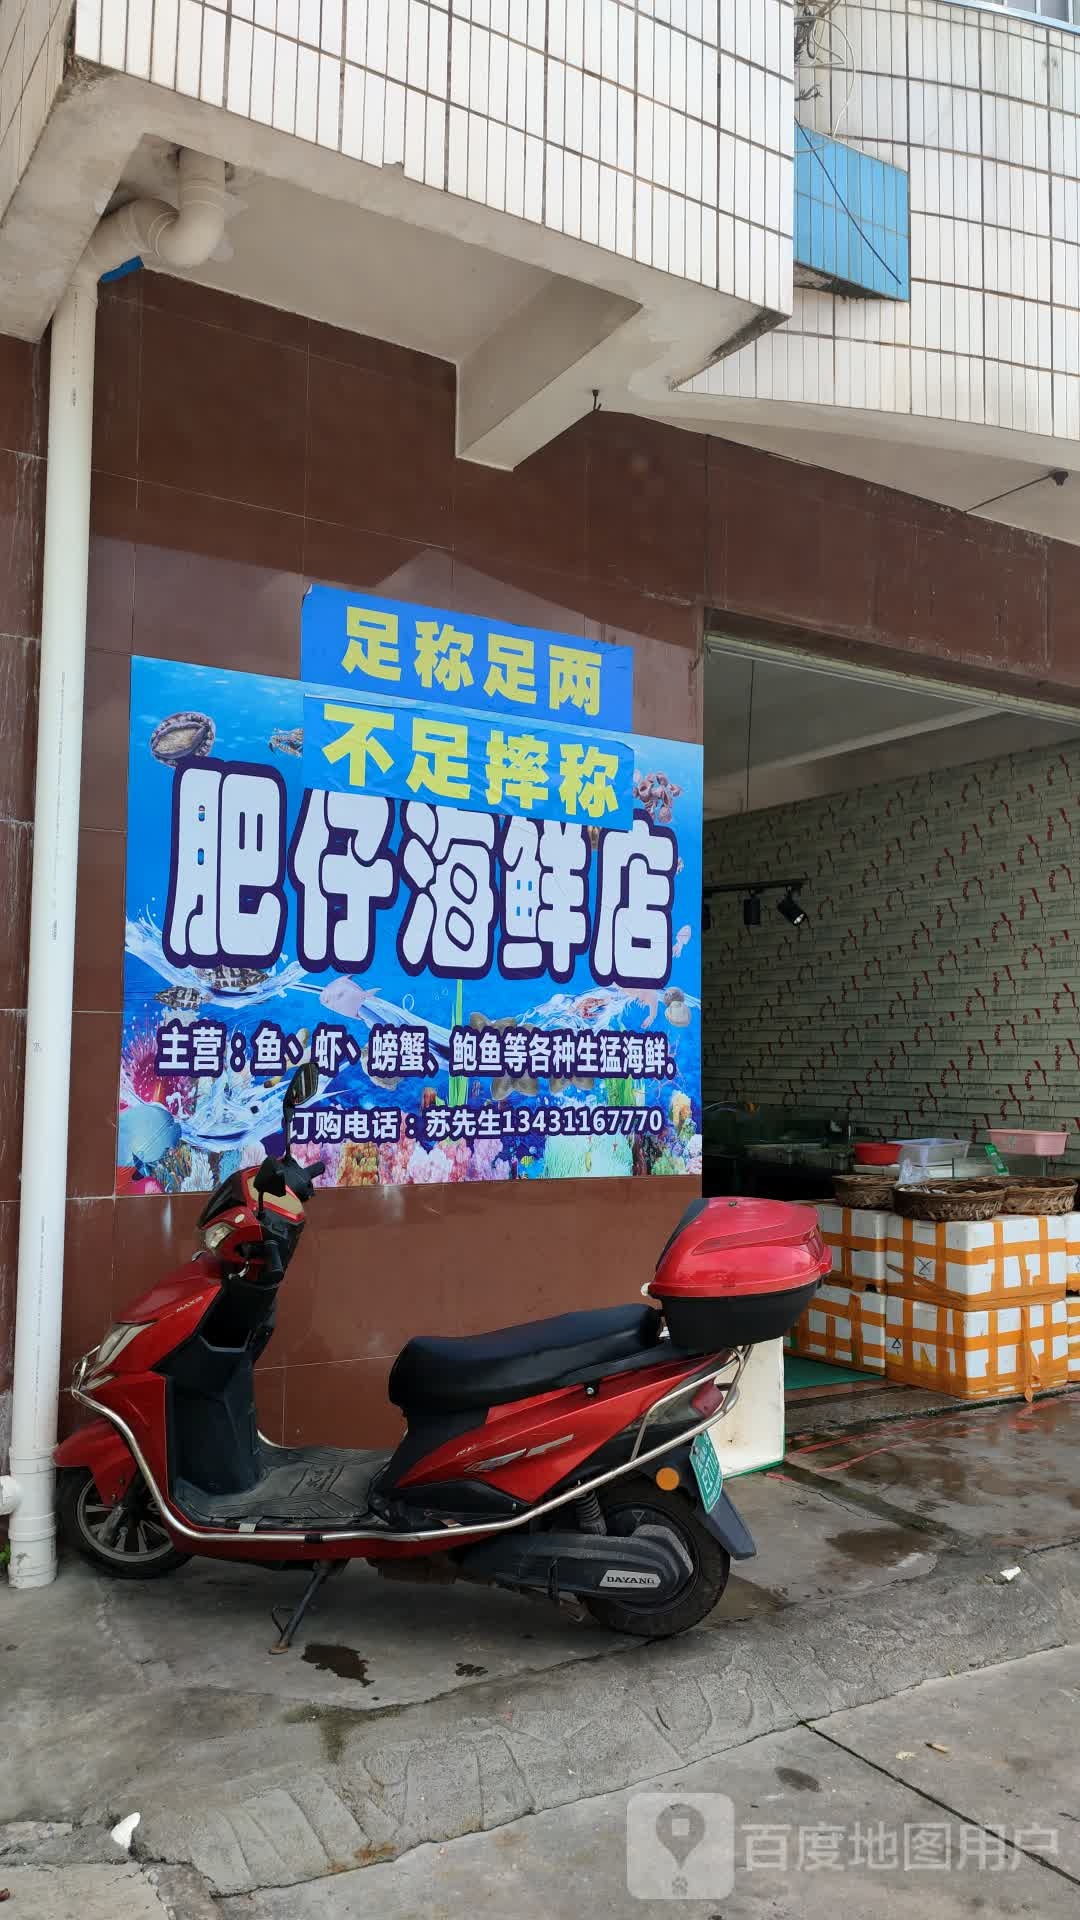 足称足两
不足摔称
肥仔海鲜店
主营：鱼、虾、螃蟹、鲍鱼等各种生猛海鲜.
订购电话：苏先生13431167770
DAYANG
百度地图用户